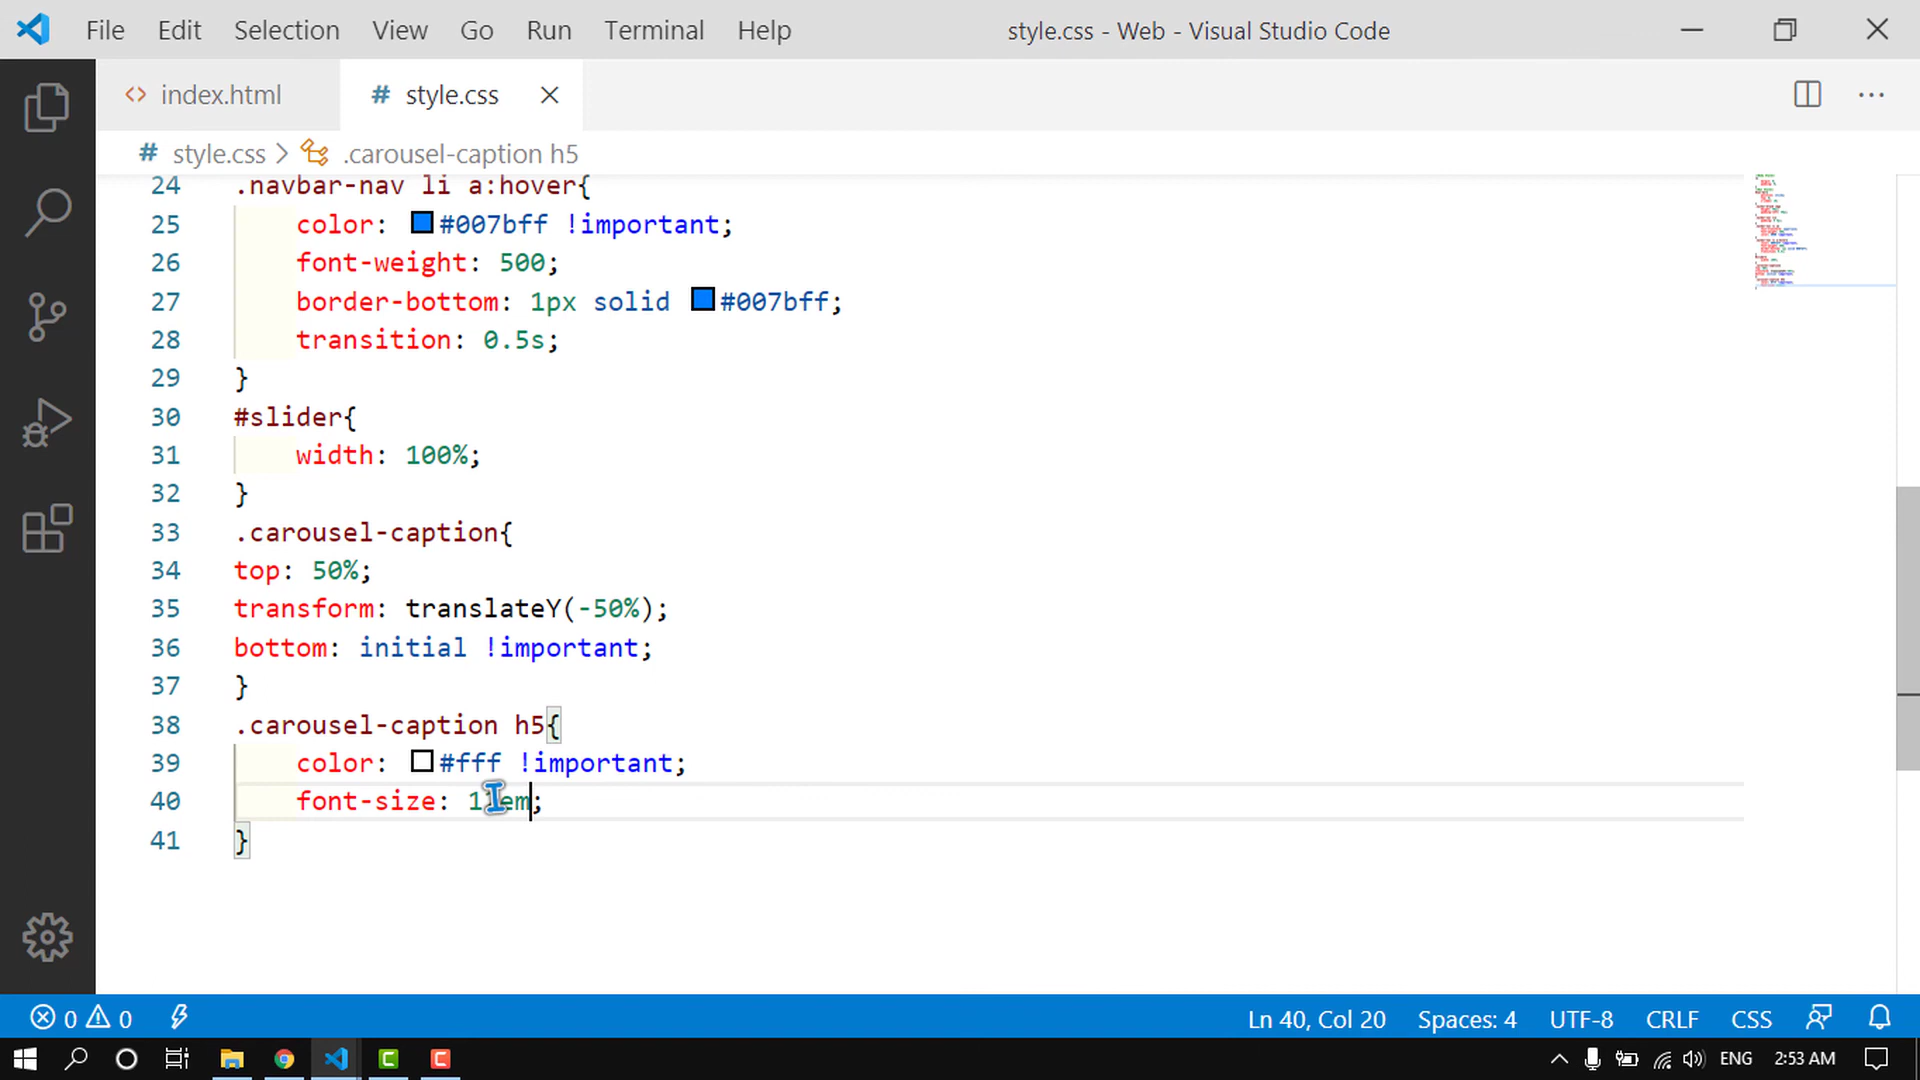 File Edit Selection View Go Run Terminal Help style.css - Web - Visual Studio Code
<> index.html # style.css
# style.css > .carousel-caption h5
24 .navbar-nav li a:hover{
25 color: #007bff !important;
26 font-weight: 500;
27 border-bottom: 1px solid #007bff;
28 transition: 0.5s;
29 }
30 #slider{
31 width: 100%;
32 }
33 .carousel-caption{
34 top: 50%;
35 transform: translateY(-50%);
36 bottom: initial !important;
37 }
38 .carousel-caption h5{
39 color: #fff !important;
40 font-size: 11em;
41 }
0 0 Ln 40, Col 20 Spaces: 4 UTF-8 CRLF CSS
ENG 2:53 AM